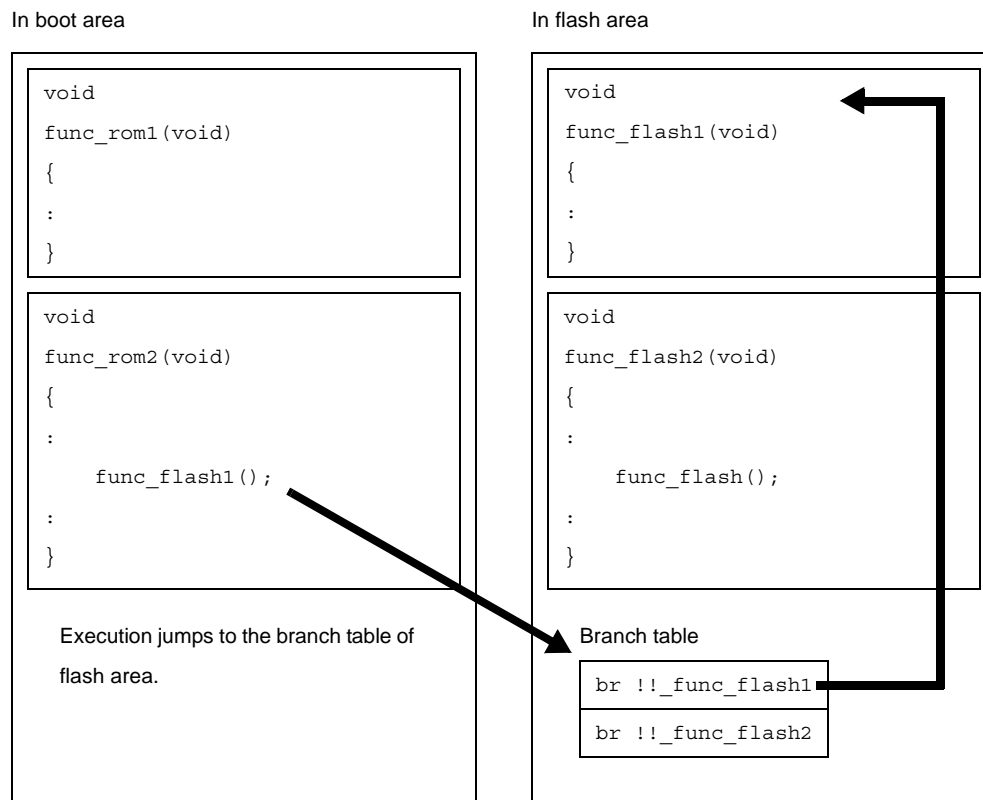 In boot area
void
func_rom1(void)
{
:
}
void
func_rom2(void)
{
:
func_flash1();
:
}
Execution jumps to the branch table of
flash area.
In flash area
void
func_flash1(void)
{
:
}
void
func_flash2(void)
{
:
func_flash();
:
}
Branch table
br !!_func_flash1
br !!_func_flash2